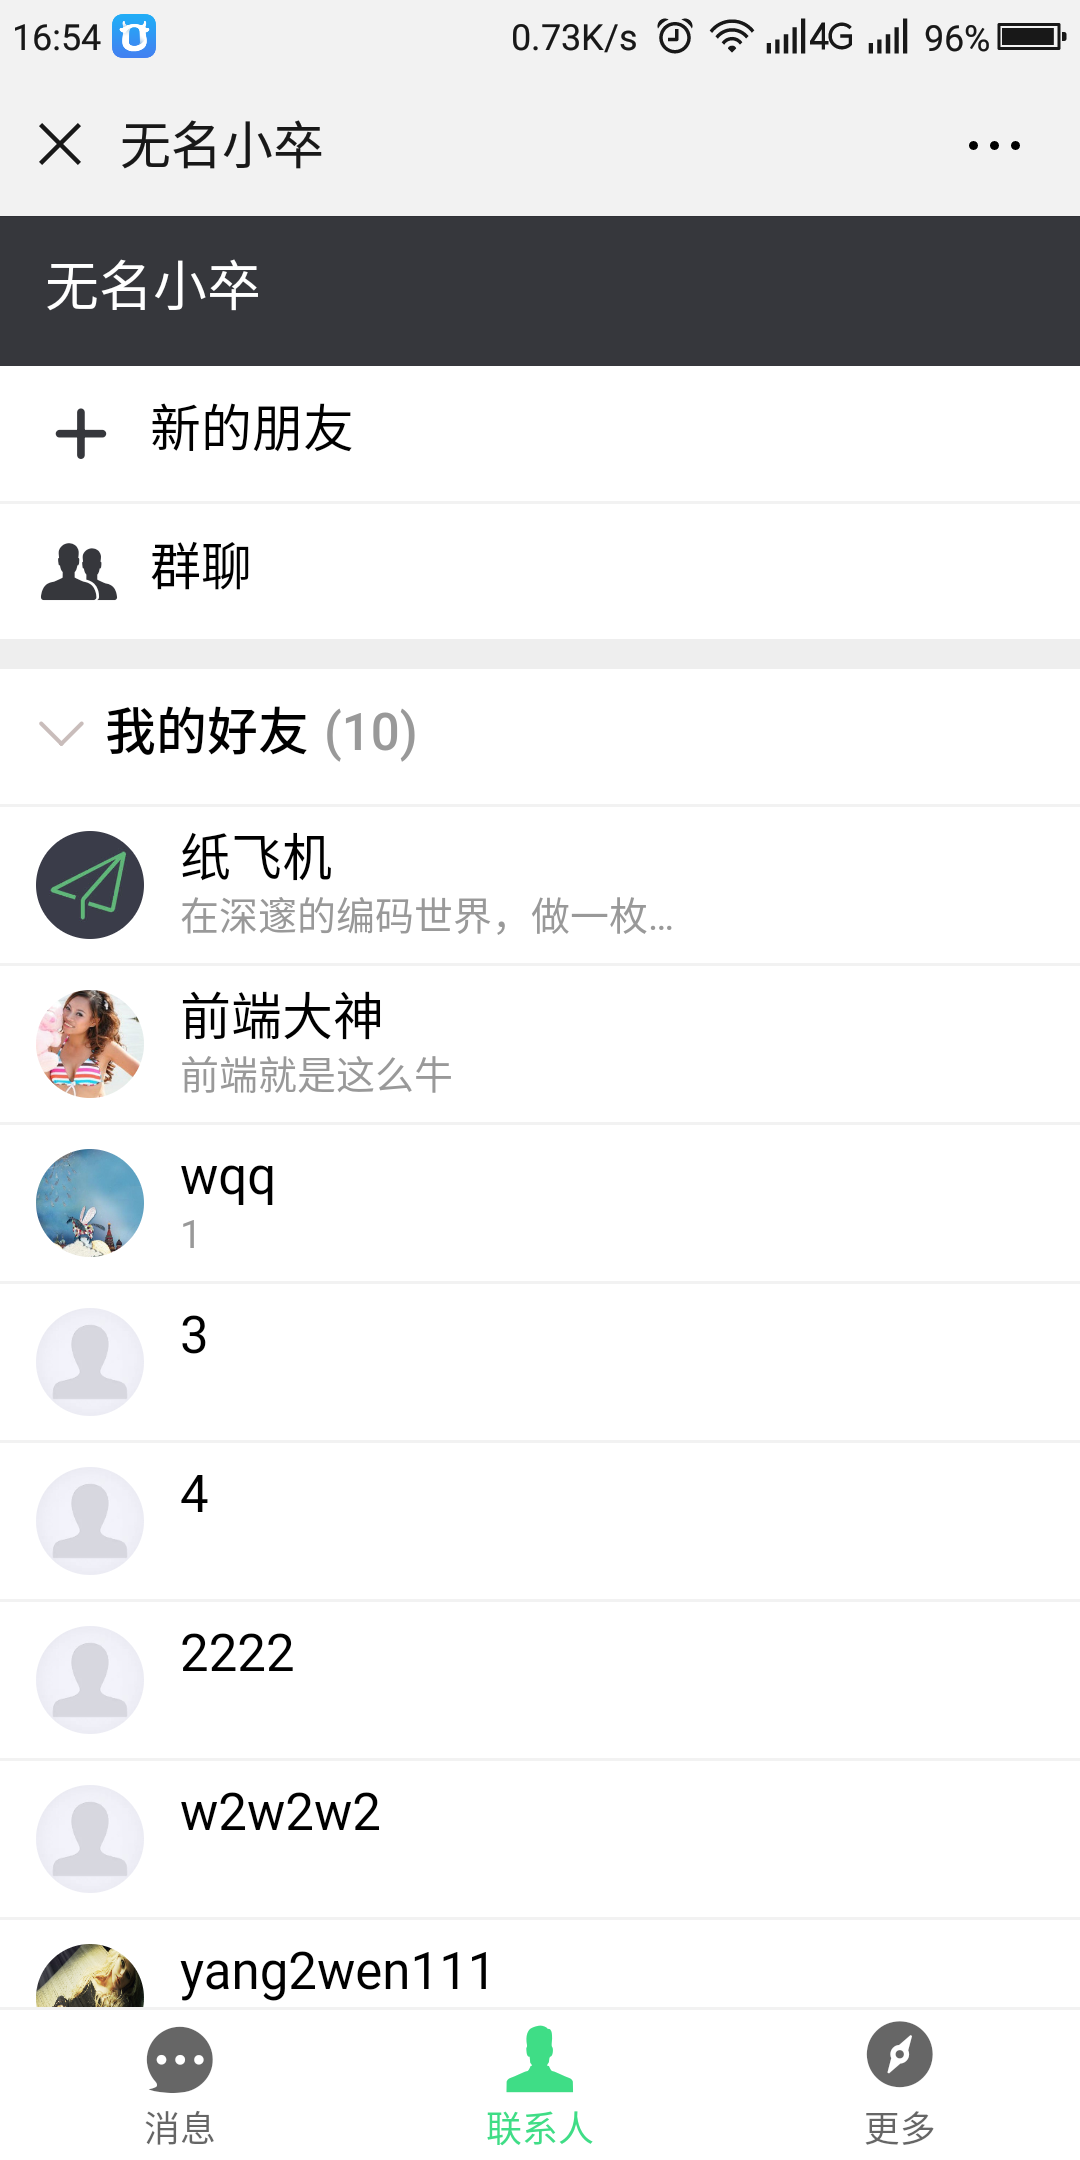 16:54 0.73K/s 4G 96%
无名小卒
无名小卒
新的朋友
群聊
我的好友 (10)
纸飞机
在深邃的编码世界，做一枚...
前端大神
前端就是这么牛
wqq
1
3
4
2222
w2w2w2
yang2wen111
消息 联系人 更多